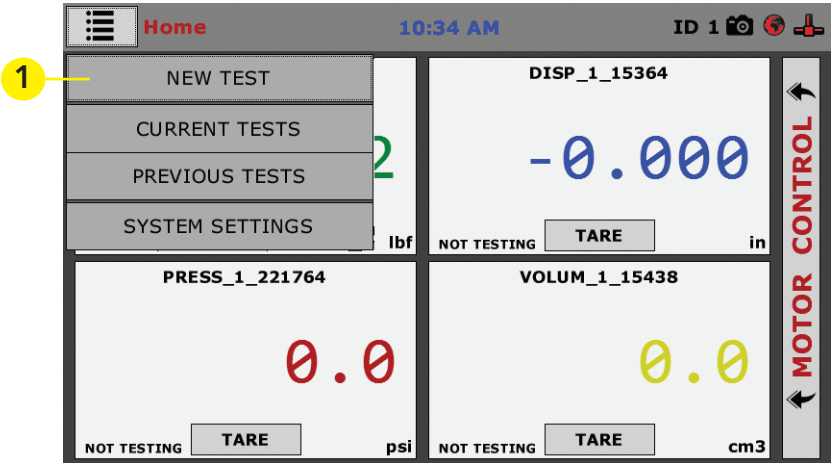 Home 10:34 AM ID 1
1
NEW TEST
CURRENT TESTS
PREVIOUS TESTS
SYSTEM SETTINGS
2
lbf
DISP_1_15364
-0.000
NOT TESTING TARE in
PRESS_1_221764
0.0
NOT TESTING TARE psi
VOLUM_1_15438
0.0
NOT TESTING TARE cm3
MOTOR CONTROL